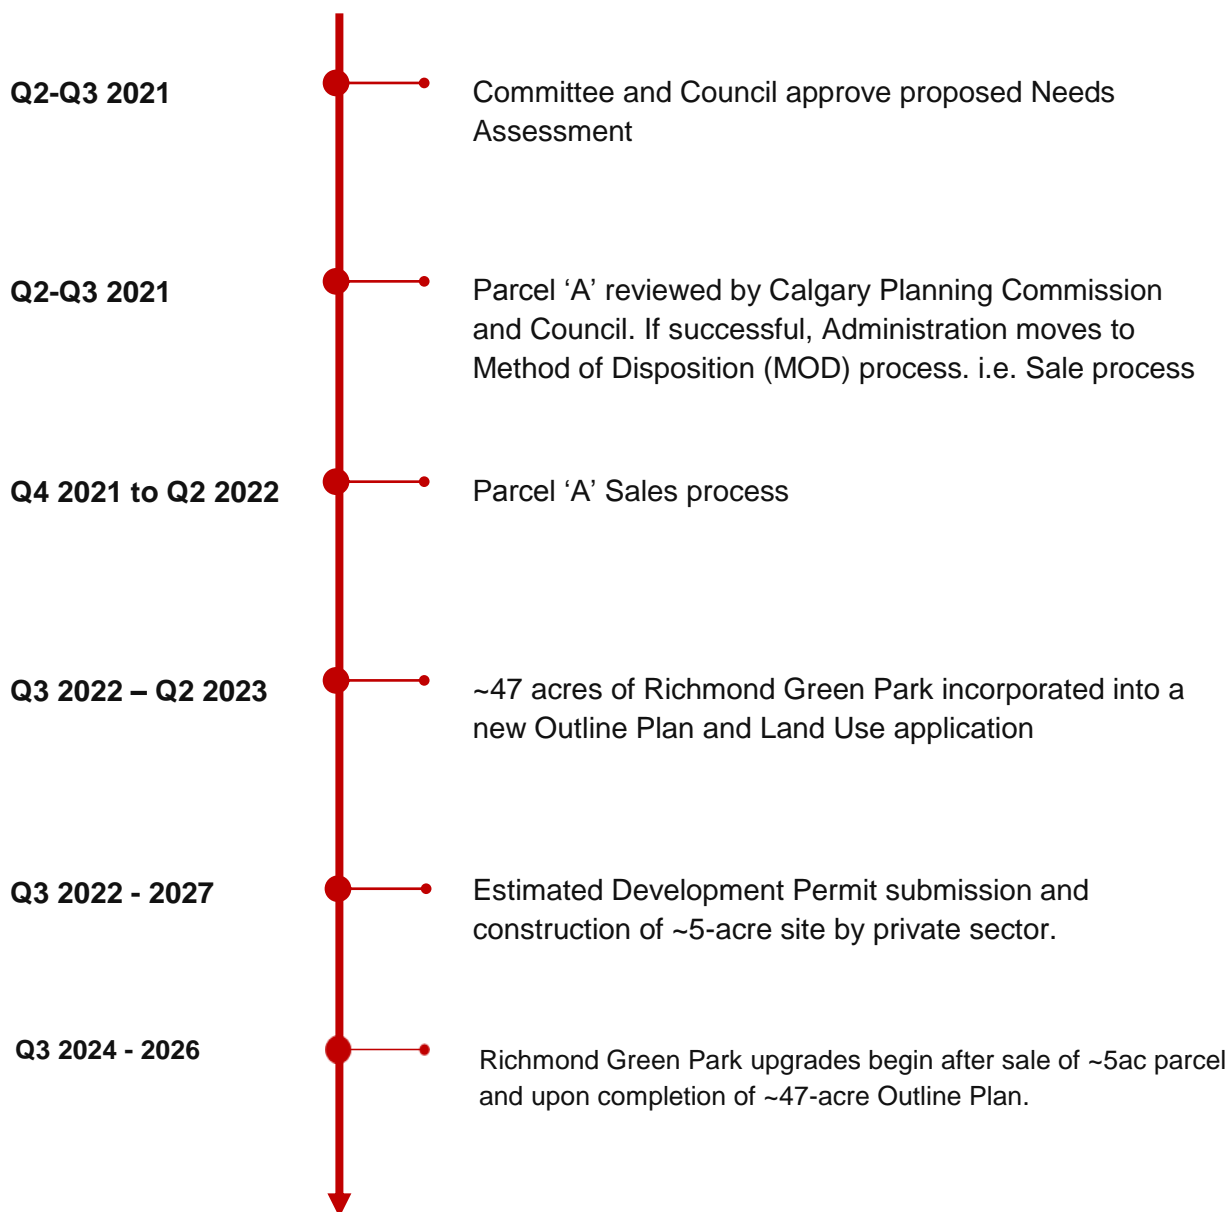 Q2-Q3 2021
Committee and Council approve proposed Needs
Assessment
Q2-Q3 2021
Parcel ‘A’ reviewed by Calgary Planning Commission
and Council. If successful, Administration moves to
Method of Disposition (MOD) process. i.e. Sale process
Q4 2021 to Q2 2022
Parcel ‘A’ Sales process
Q3 2022 – Q2 2023
~47 acres of Richmond Green Park incorporated into a
new Outline Plan and Land Use application
Q3 2022 - 2027
Estimated Development Permit submission and
construction of ~5-acre site by private sector.
Q3 2024 - 2026
Richmond Green Park upgrades begin after sale of ~5ac parcel
and upon completion of ~47-acre Outline Plan.